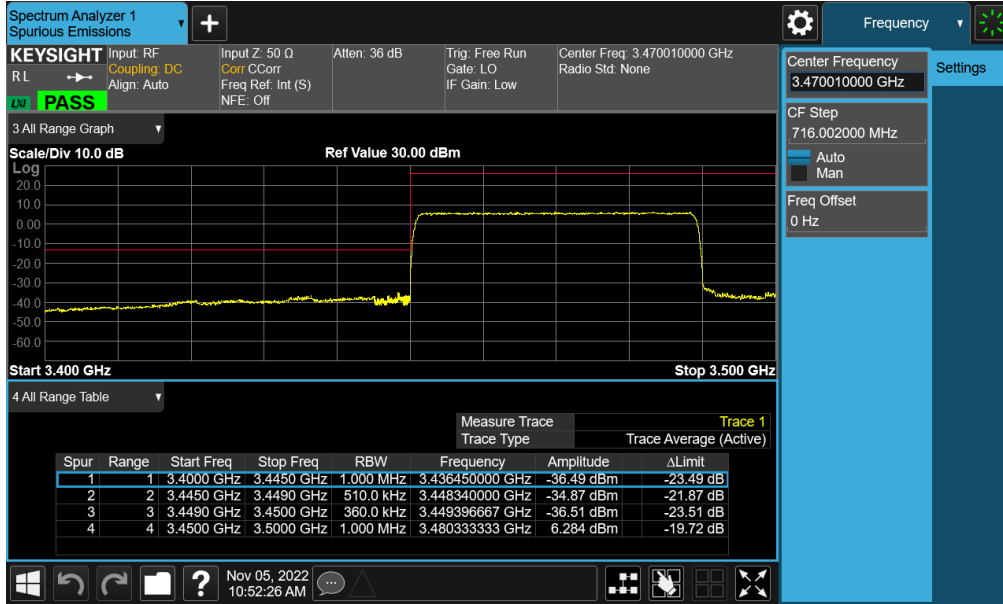 Spectrum Analyzer 1
Spurious Emissions
Frequency
KEYSIGHT
RL
LXI
PASS
Input: RF
Coupling: DC
Align: Auto
Input Z: 50 Ω
Corr CCorr
Freq Ref: Int (S)
NFE: Off
Atten: 36 dB
Trig: Free Run
Gate: LO
IF Gain: Low
Center Freq: 3.470010000 GHz
Radio Std: None
Center Frequency
3.470010000 GHz
Settings
CF Step
716.002000 MHz
Auto
Man
Freq Offset
0 Hz
3 All Range Graph
Scale/Div 10.0 dB
Ref Value 30.00 dBm
Log
20.0
10.0
0.00
-10.0
-20.0
-30.0
-40.0
-50.0
-60.0
Start 3.400 GHz
Stop 3.500 GHz
4 All Range Table
Measure Trace Trace 1
Trace Type Trace Average (Active)
Spur Range Start Freq Stop Freq RBW Frequency Amplitude ΔLimit
1 1 3.4000 GHz 3.4450 GHz 1.000 MHz 3.436450000 GHz -36.49 dBm -23.49 dB
2 2 3.4450 GHz 3.4490 GHz 510.0 kHz 3.448340000 GHz -34.87 dBm -21.87 dB
3 3 3.4490 GHz 3.4500 GHz 360.0 kHz 3.449396667 GHz -36.51 dBm -23.51 dB
4 4 3.4500 GHz 3.5000 GHz 1.000 MHz 3.480333333 GHz 6.284 dBm -19.72 dB
?
Nov 05, 2022
10:52:26 AM